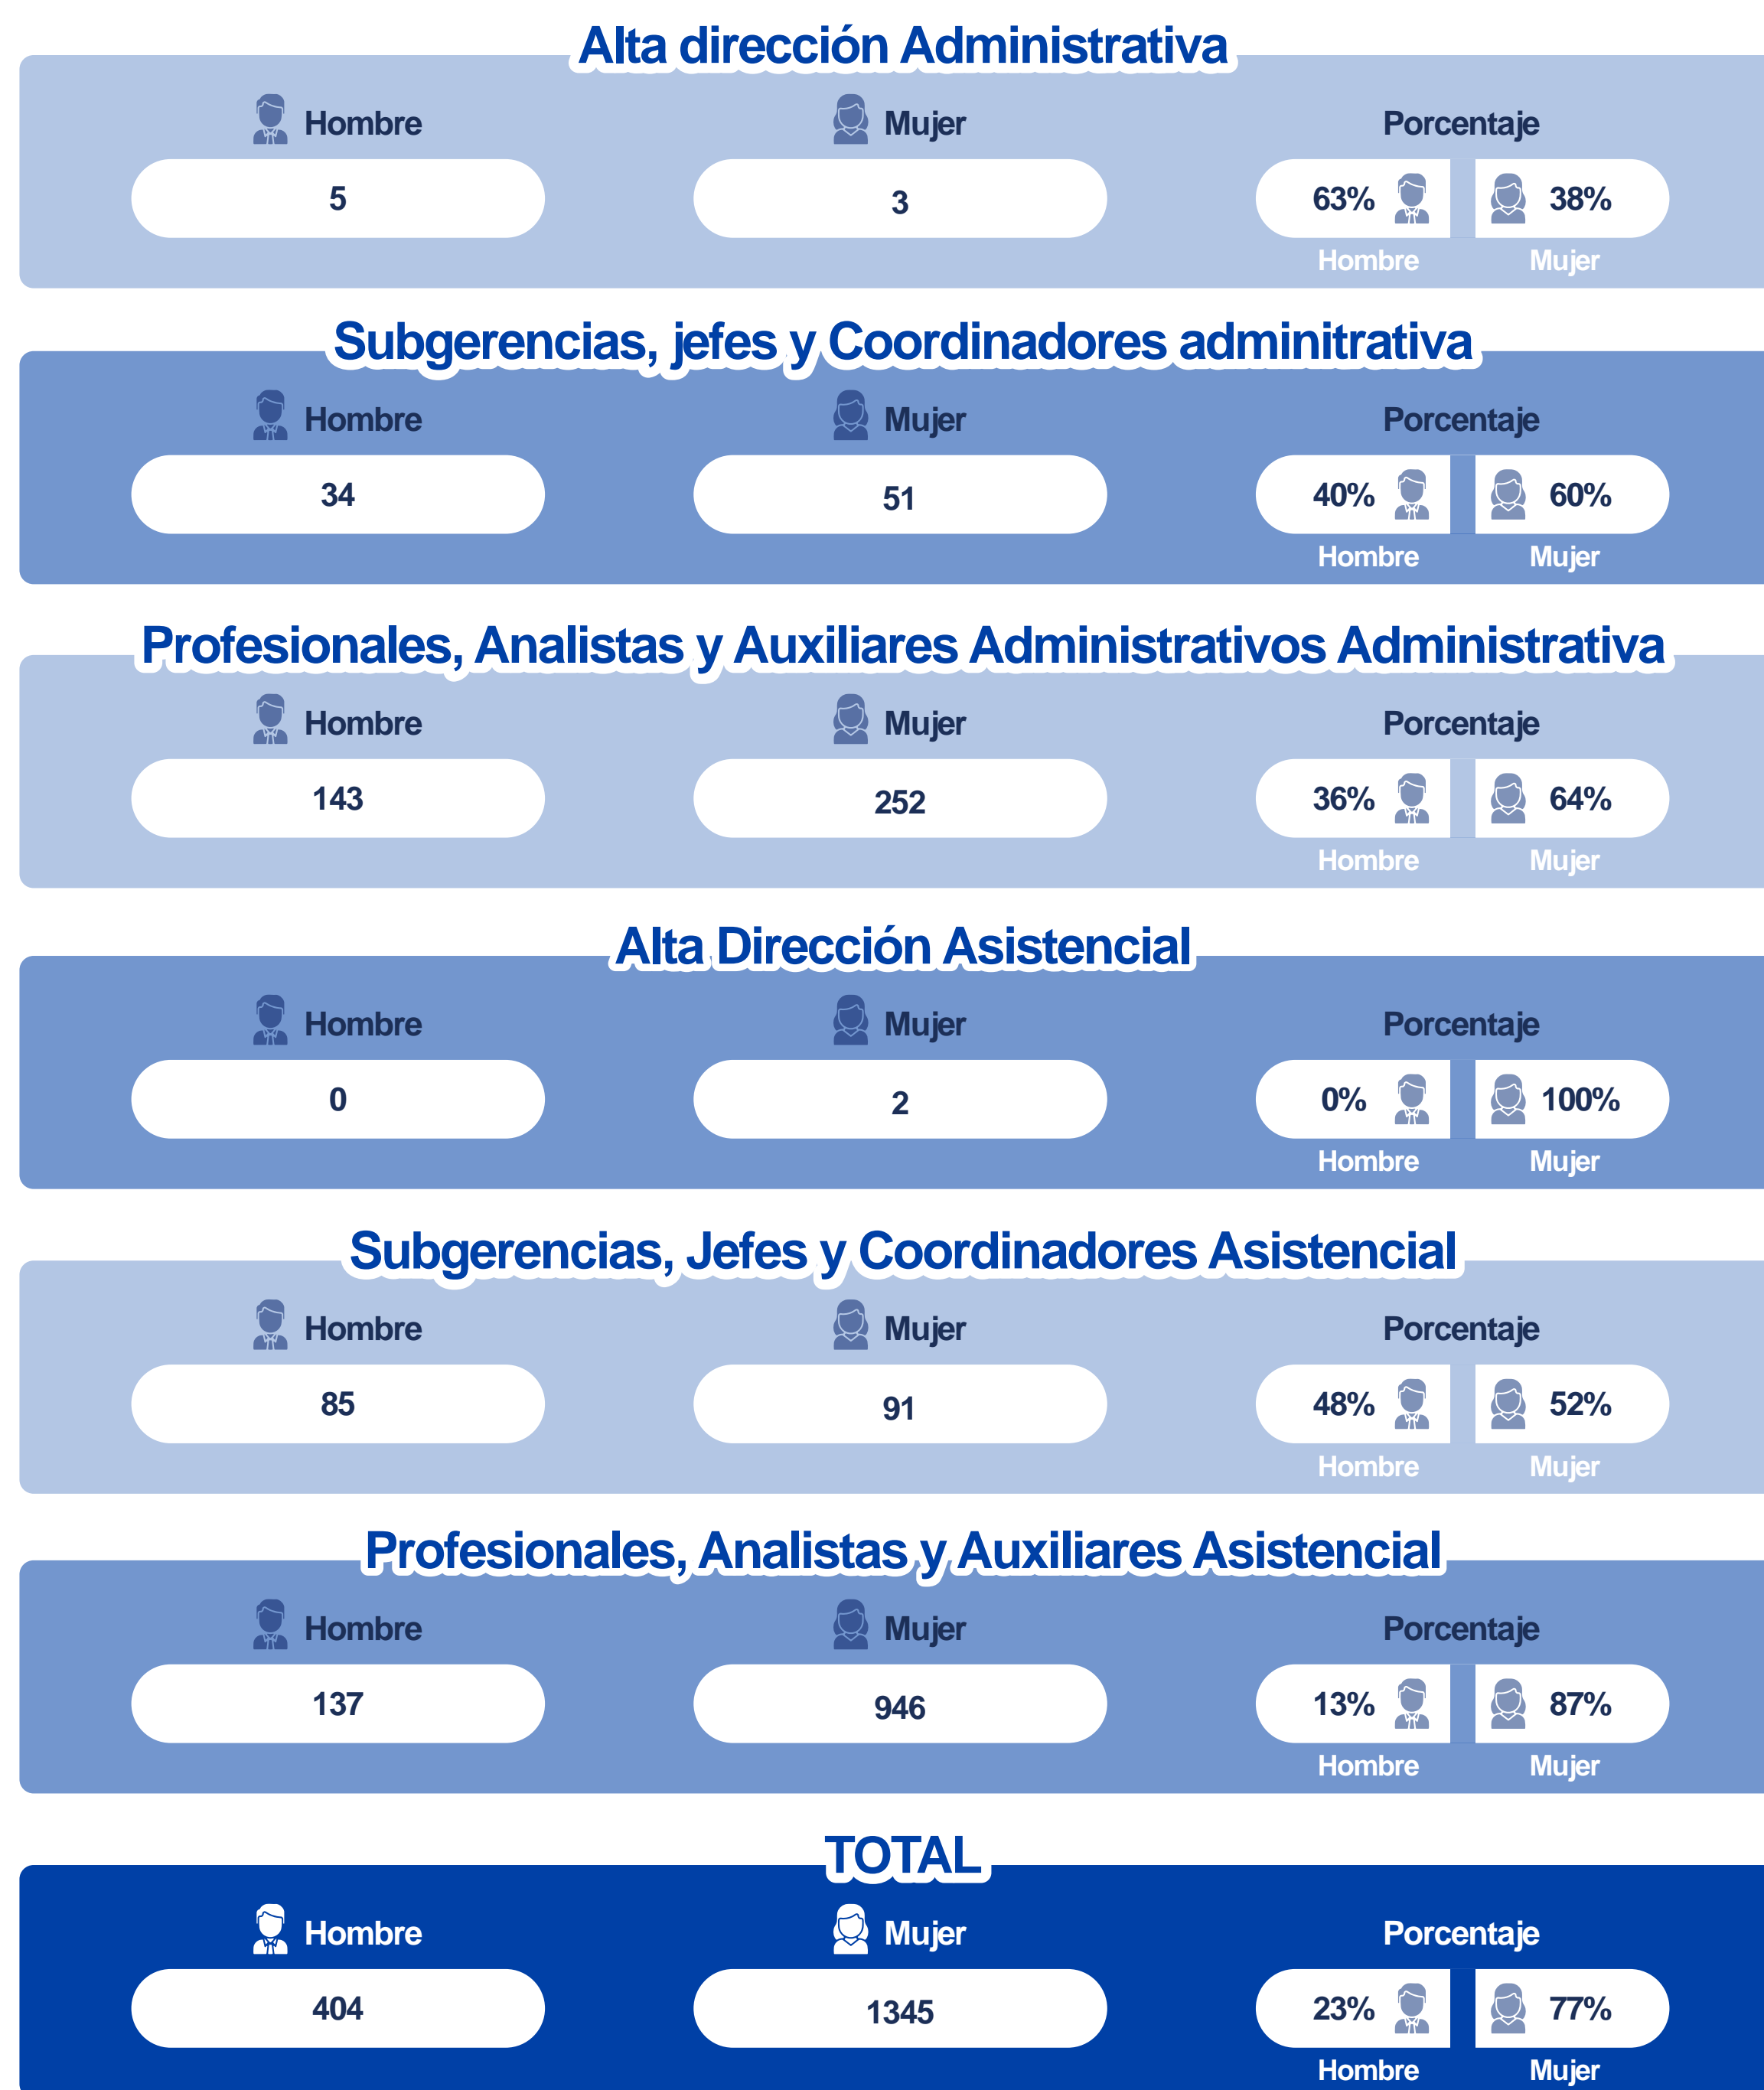 Alta dirección Administrativa
Hombre Mujer Porcentaje
5 3 63% 38%
Hombre Mujer
Subgerencias, jefes y Coordinadores adminitrativa
Hombre Mujer Porcentaje
34 51 40% 60%
Hombre Mujer
Profesionales, Analistas y Auxiliares Administrativos Administrativa
Hombre Mujer Porcentaje
143 252 36% 64%
Hombre Mujer
Alta Dirección Asistencial
Hombre Mujer Porcentaje
0 2 0% 100%
Hombre Mujer
Subgerencias, Jefes y Coordinadores Asistencial
Hombre Mujer Porcentaje
85 91 48% 52%
Hombre Mujer
Profesionales, Analistas y Auxiliares Asistencial
Hombre Mujer Porcentaje
137 946 13% 87%
Hombre Mujer
TOTAL
Hombre Mujer Porcentaje
404 1345 23% 77%
Hombre Mujer